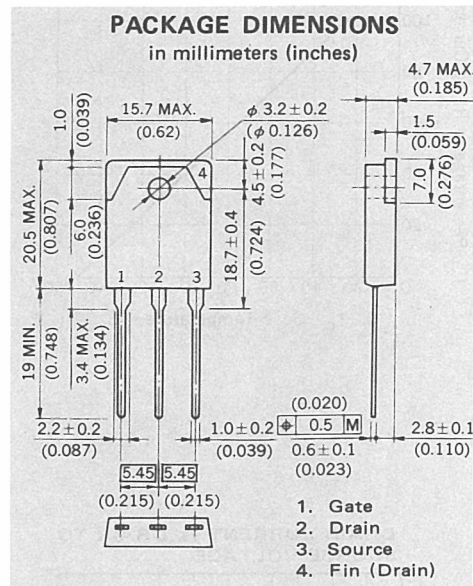 PACKAGE DIMENSIONS
in millimeters (inches)
4.7 MAX.
(0.185)
15.7 MAX.
(0.62)
φ 3.2±0.2
(φ 0.126)
1.0
(0.039)
1.5
(0.059)
4
4.5±0.2
(0.177)
7.0
(0.276)
20.5 MAX.
(0.807)
6.0
(0.236)
18.7±0.4
(0.724)
1 2 3
19 MIN.
(0.748)
3.4 MAX.
(0.134)
(0.020)
⌖ 0.5 M
2.2±0.2
(0.087)
1.0±0.2
(0.039)
0.6±0.1
(0.023)
2.8±0.1
(0.110)
5.45 5.45
(0.215) (0.215)
1. Gate
2. Drain
3. Source
4. Fin (Drain)